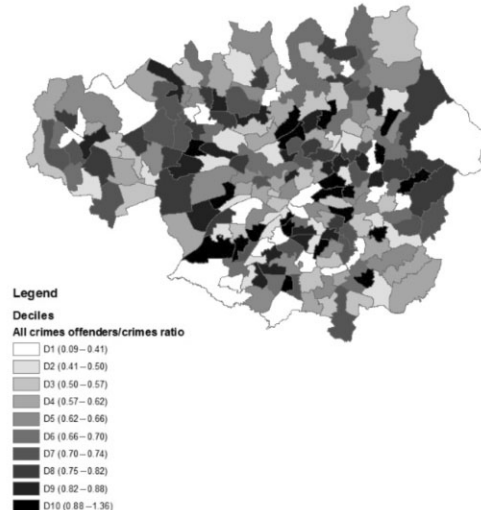 Legend
Deciles
All crimes offenders/crimes ratio
D1 (0.09–0.41)
D2 (0.41–0.50)
D3 (0.50–0.57)
D4 (0.57–0.62)
D5 (0.62–0.66)
D6 (0.66–0.70)
D7 (0.70–0.74)
D8 (0.75–0.82)
D9 (0.82–0.88)
D10 (0.88–1.36)